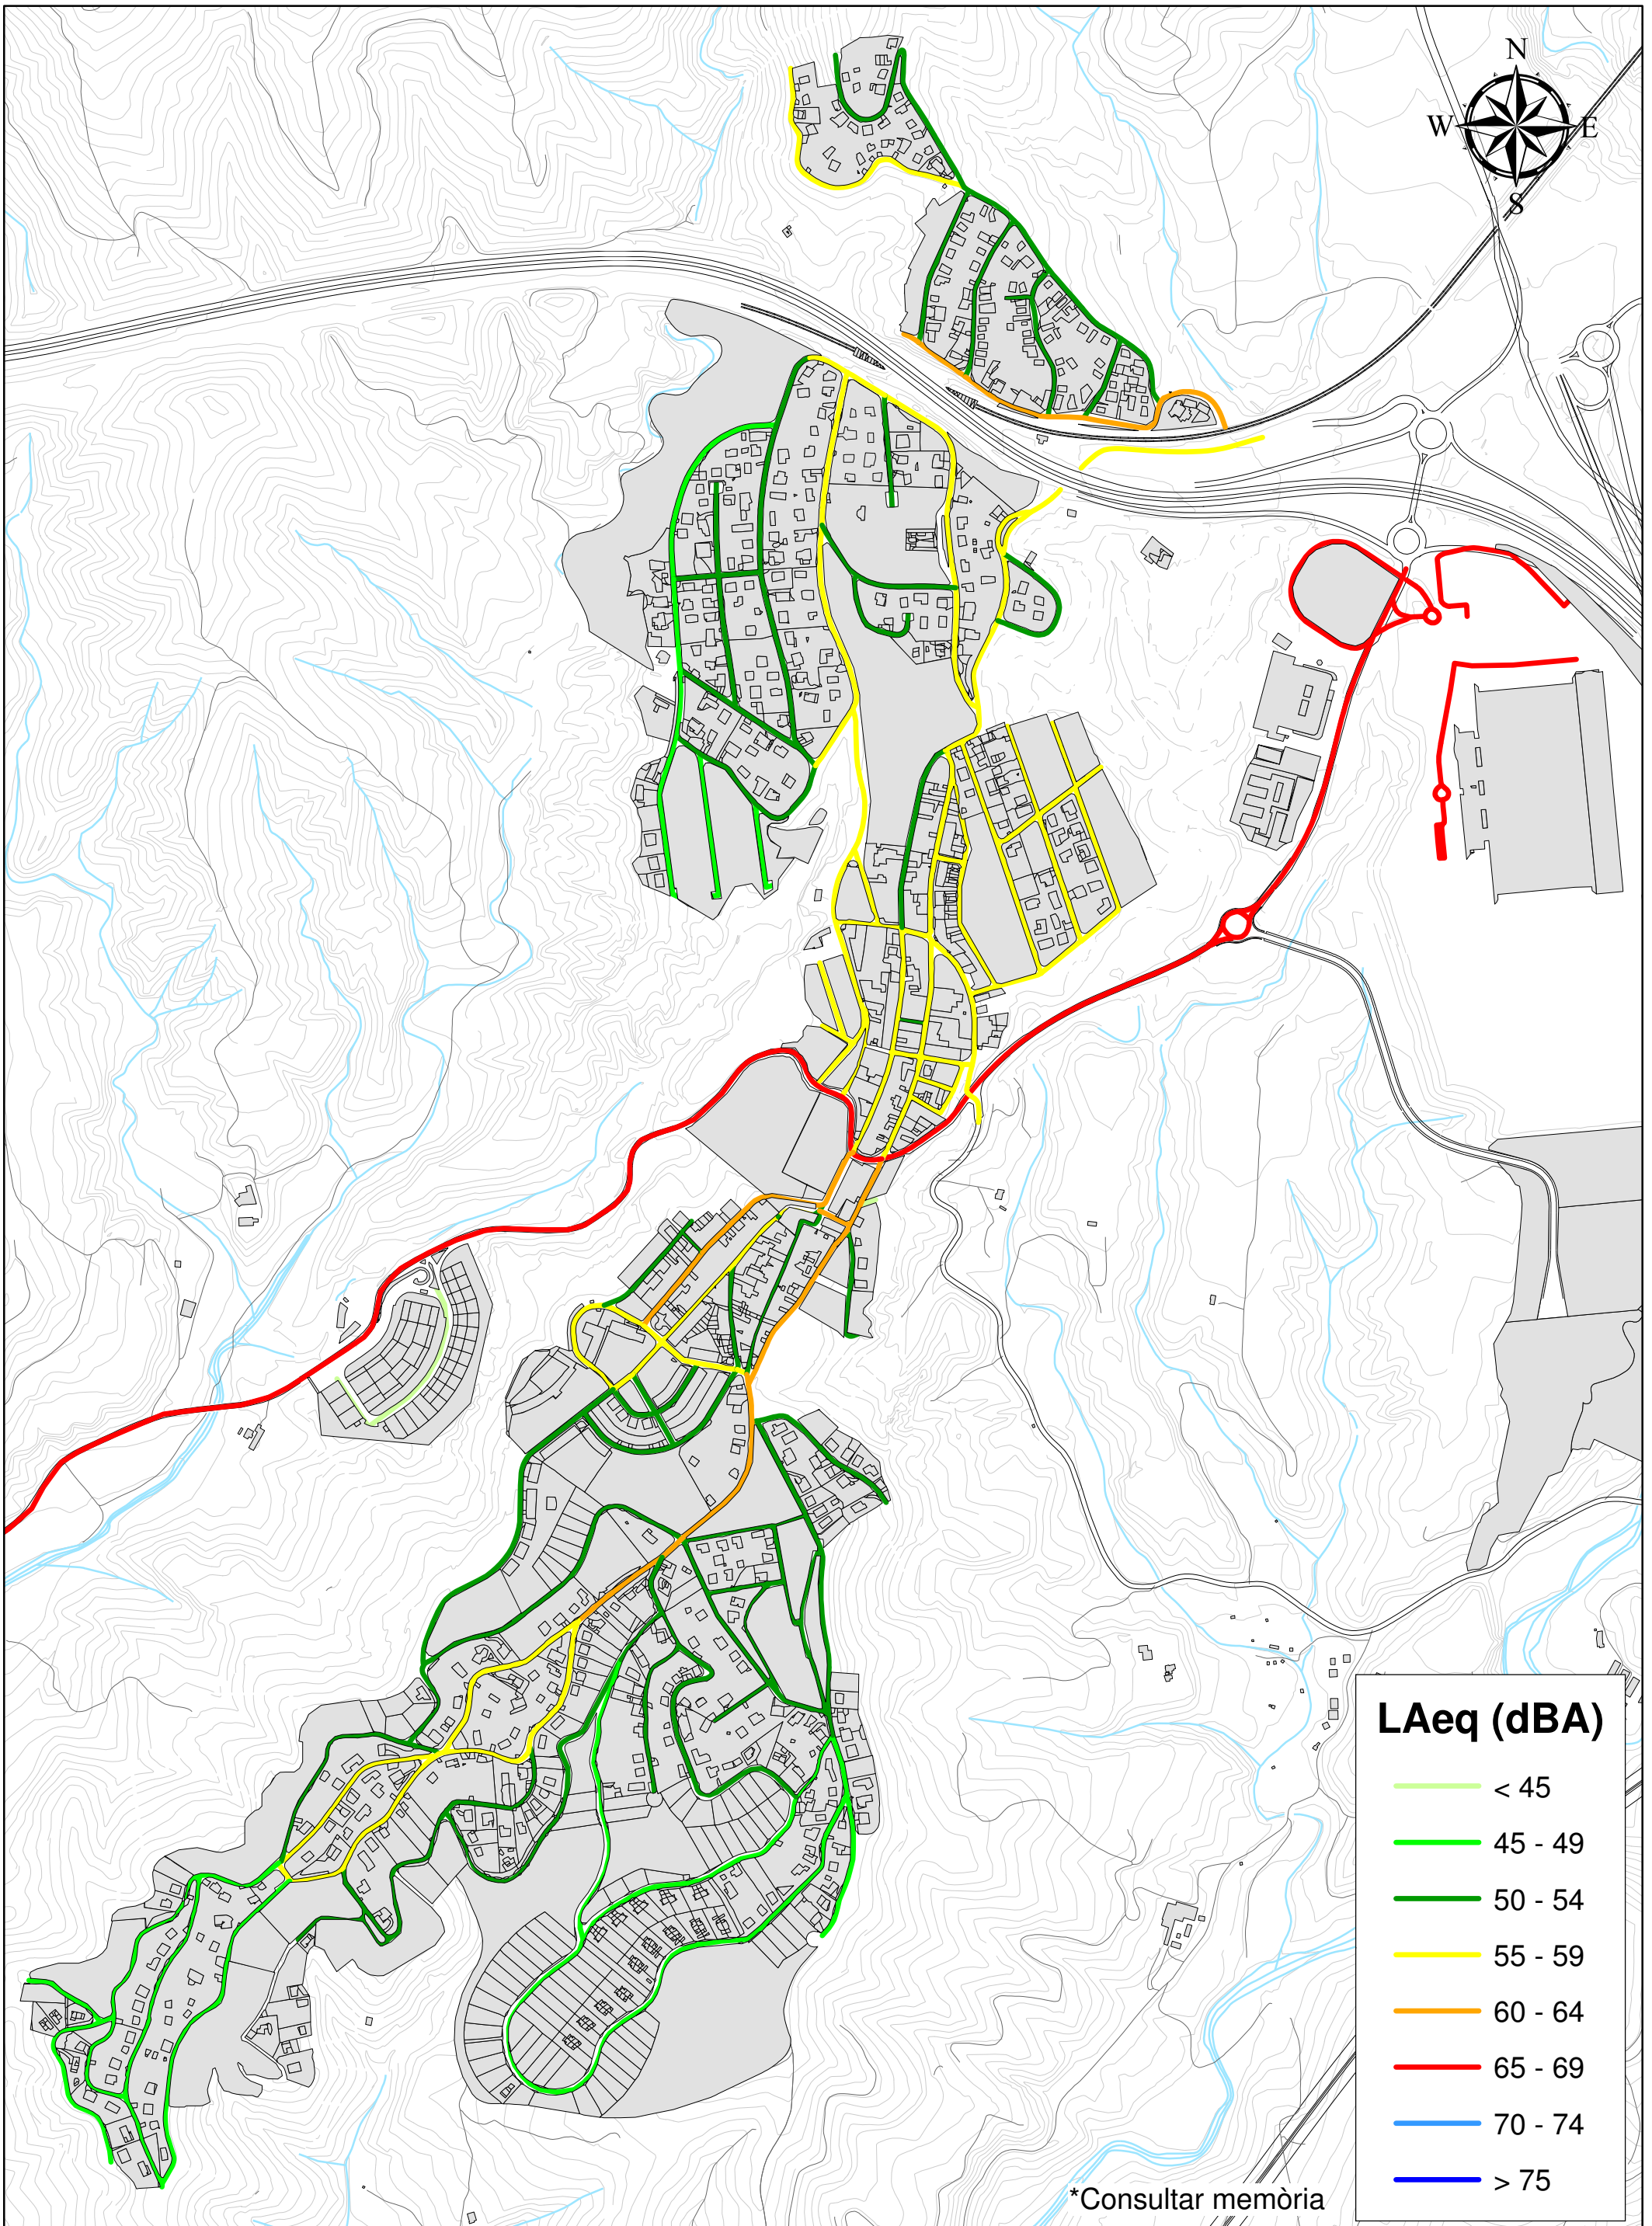 N
W E
S
LAeq (dBA)
< 45
45 - 49
50 - 54
55 - 59
60 - 64
65 - 69
70 - 74
> 75
*Consultar memòria